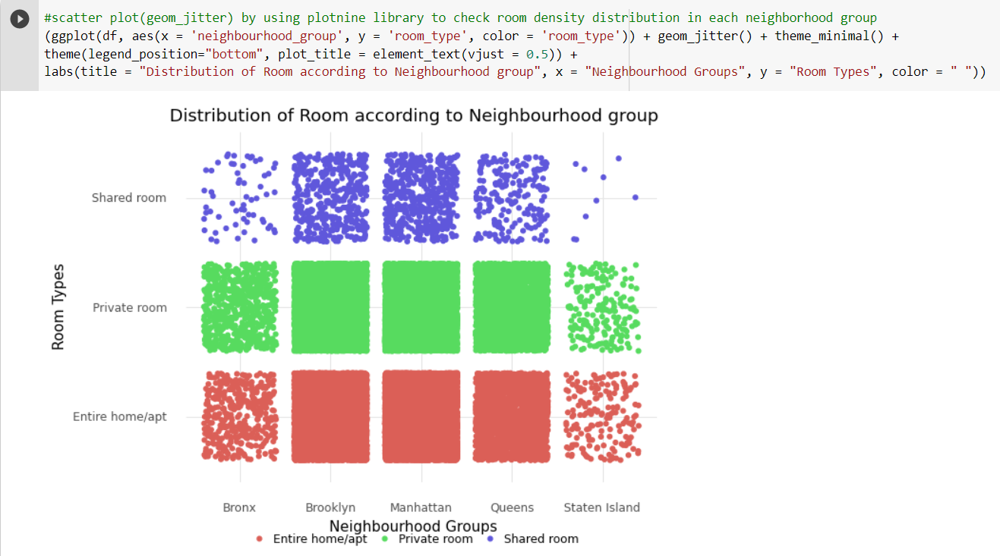 #scatter plot(geom_jitter) by using plotnine library to check room density distribution in each neighborhood group
(ggplot(df, aes(x = 'neighbourhood_group', y = 'room_type', color = 'room_type')) + geom_jitter() + theme_minimal() +
theme(legend_position="bottom", plot_title = element_text(vjust = 0.5)) +
labs(title = "Distribution of Room according to Neighbourhood group", x = "Neighbourhood Groups", y = "Room Types", color = " "))
Distribution of Room according to Neighbourhood group
Room Types
Shared room
Private room
Entire home/apt
Bronx Brooklyn Manhattan Queens Staten Island
Neighbourhood Groups
Entire home/apt Private room Shared room